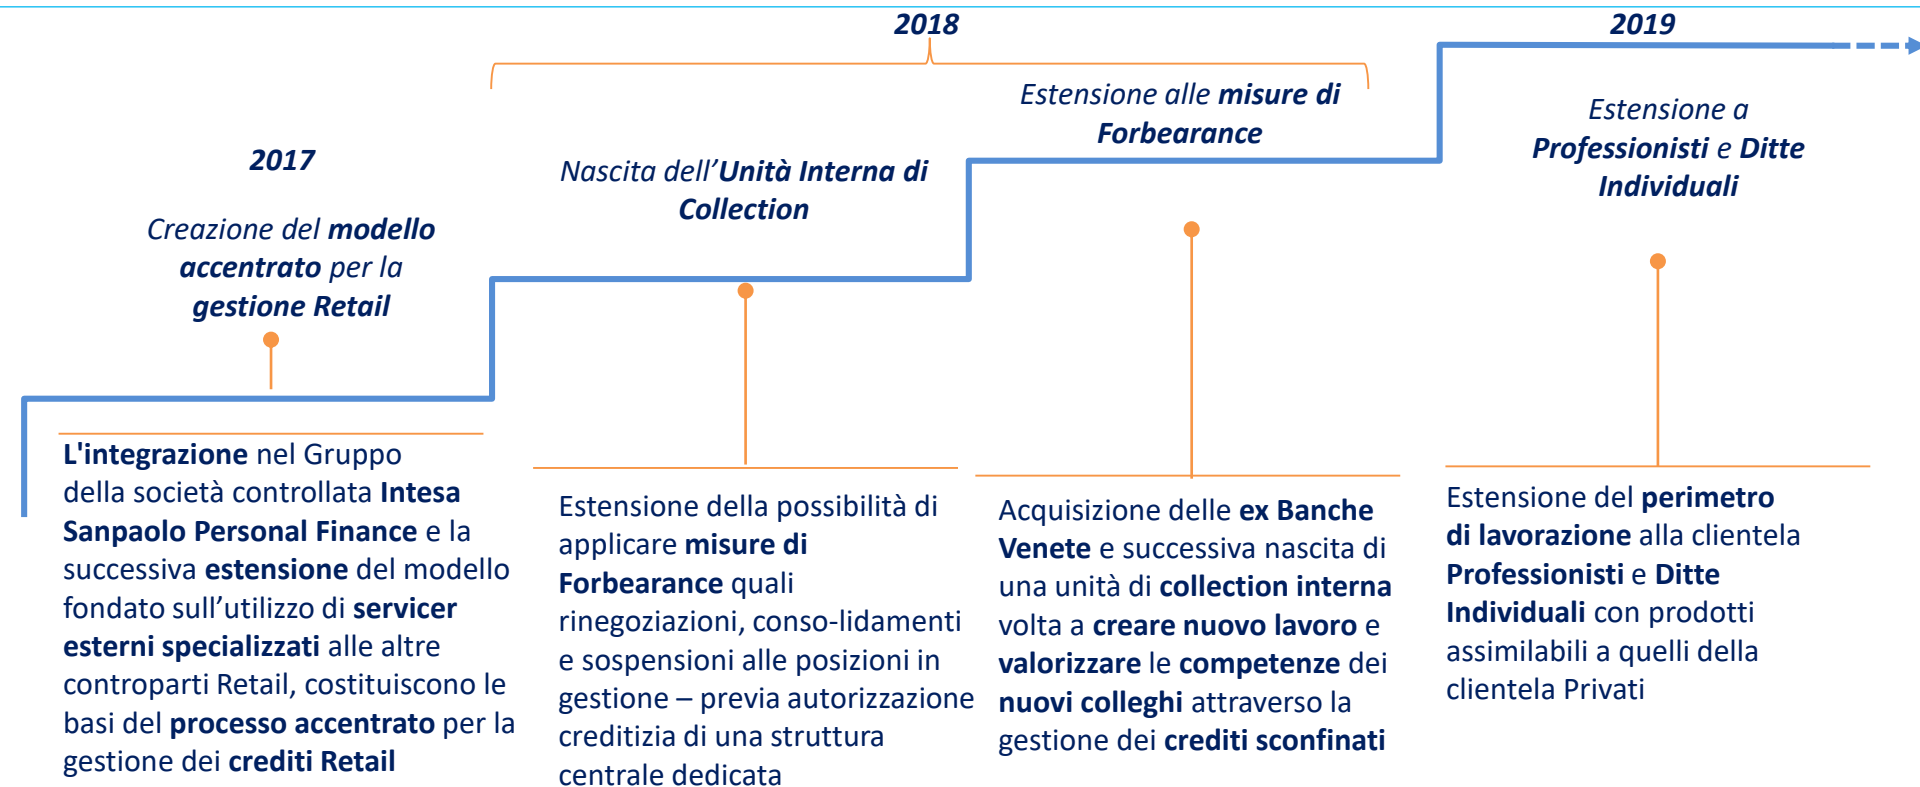 2017
Creazione del modello
accentrato per la
gestione Retail
L'integrazione nel Gruppo
della società controllata Intesa
Sanpaolo Personal Finance e la
successiva estensione del modello
fondato sull’utilizzo di servicer
esterni specializzati alle altre
controparti Retail, costituiscono le
basi del processo accentrato per la
gestione dei crediti Retail
2018
Nascita dell’Unità Interna di
Collection
Estensione della possibilità di
applicare misure di
Forbearance quali
rinegoziazioni, conso-lidamenti
e sospensioni alle posizioni in
gestione – previa autorizzazione
creditizia di una struttura
centrale dedicata
Estensione alle misure di
Forbearance
Acquisizione delle ex Banche
Venete e successiva nascita di
una unità di collection interna
volta a creare nuovo lavoro e
valorizzare le competenze dei
nuovi colleghi attraverso la
gestione dei crediti sconfinati
2019
Estensione a
Professionisti e Ditte
Individuali
Estensione del perimetro
di lavorazione alla clientela
Professionisti e Ditte
Individuali con prodotti
assimilabili a quelli della
clientela Privati